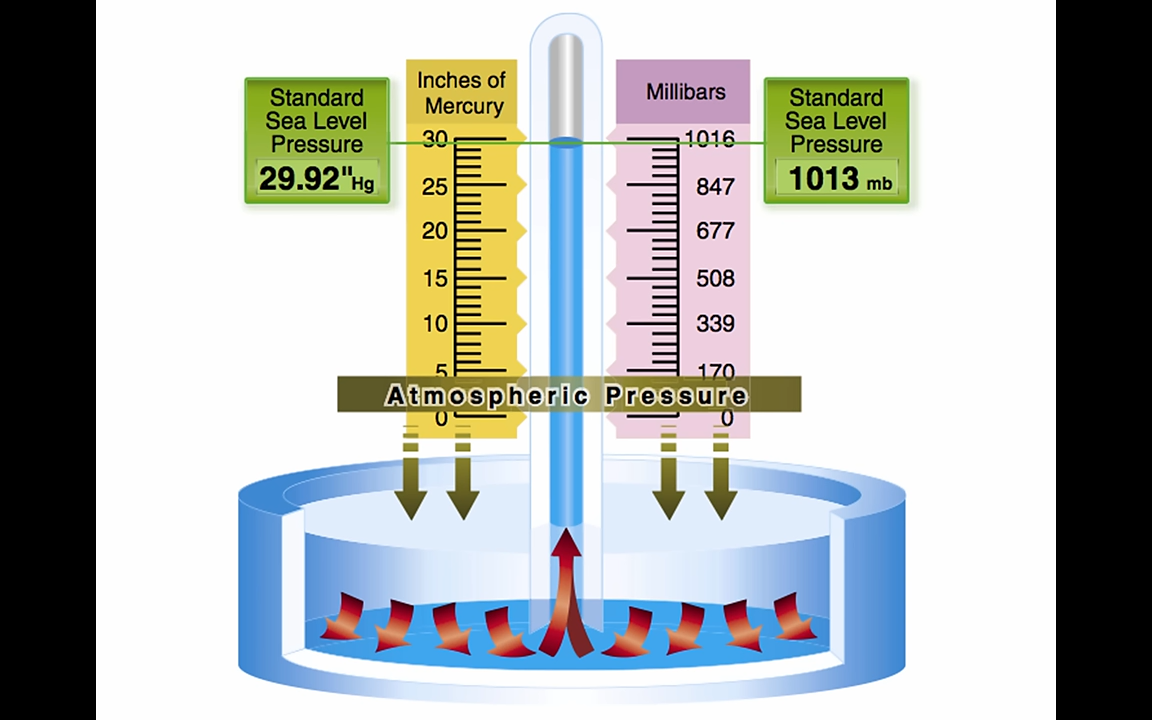 Standard
Sea Level
Pressure
29.92"Hg
Inches of
Mercury
30
25
20
15
10
5
0
Millibars
1016
847
677
508
339
170
0
Standard
Sea Level
Pressure
1013 mb
Atmospheric Pressure